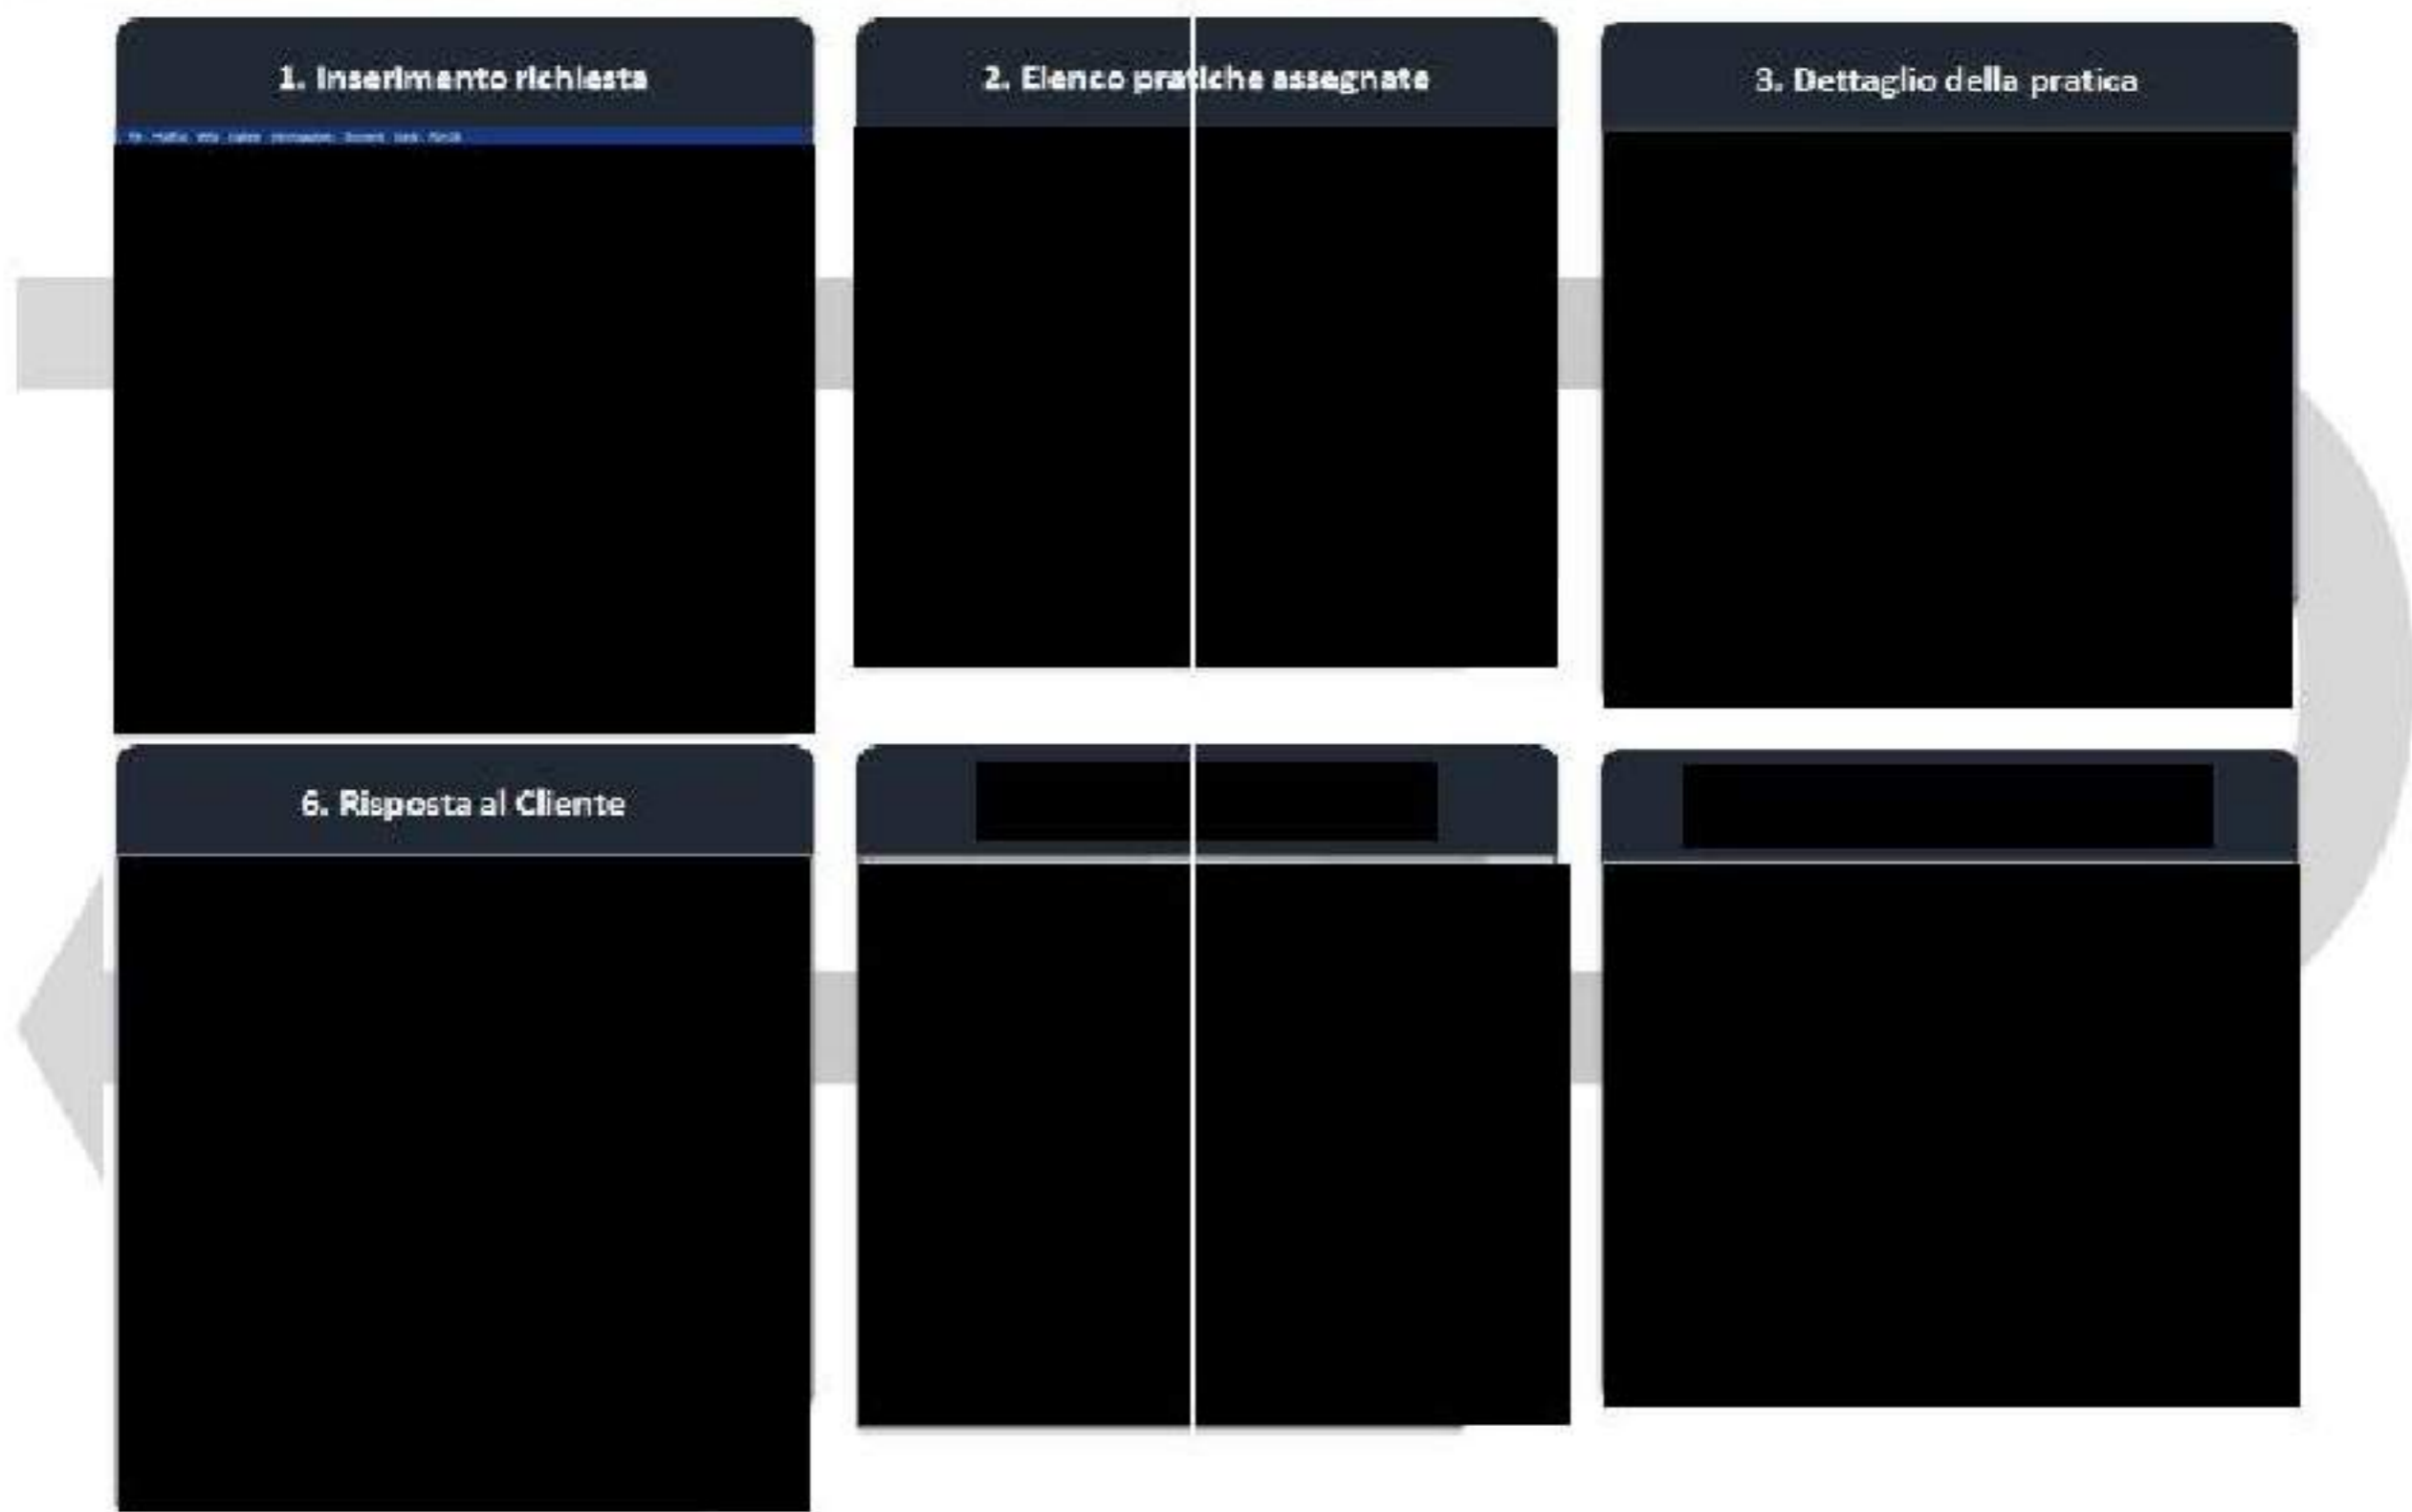 1. Inserimento richiesta
2. Elenco pratiche assegnate
3. Dettaglio della pratica
6. Risposta al Cliente